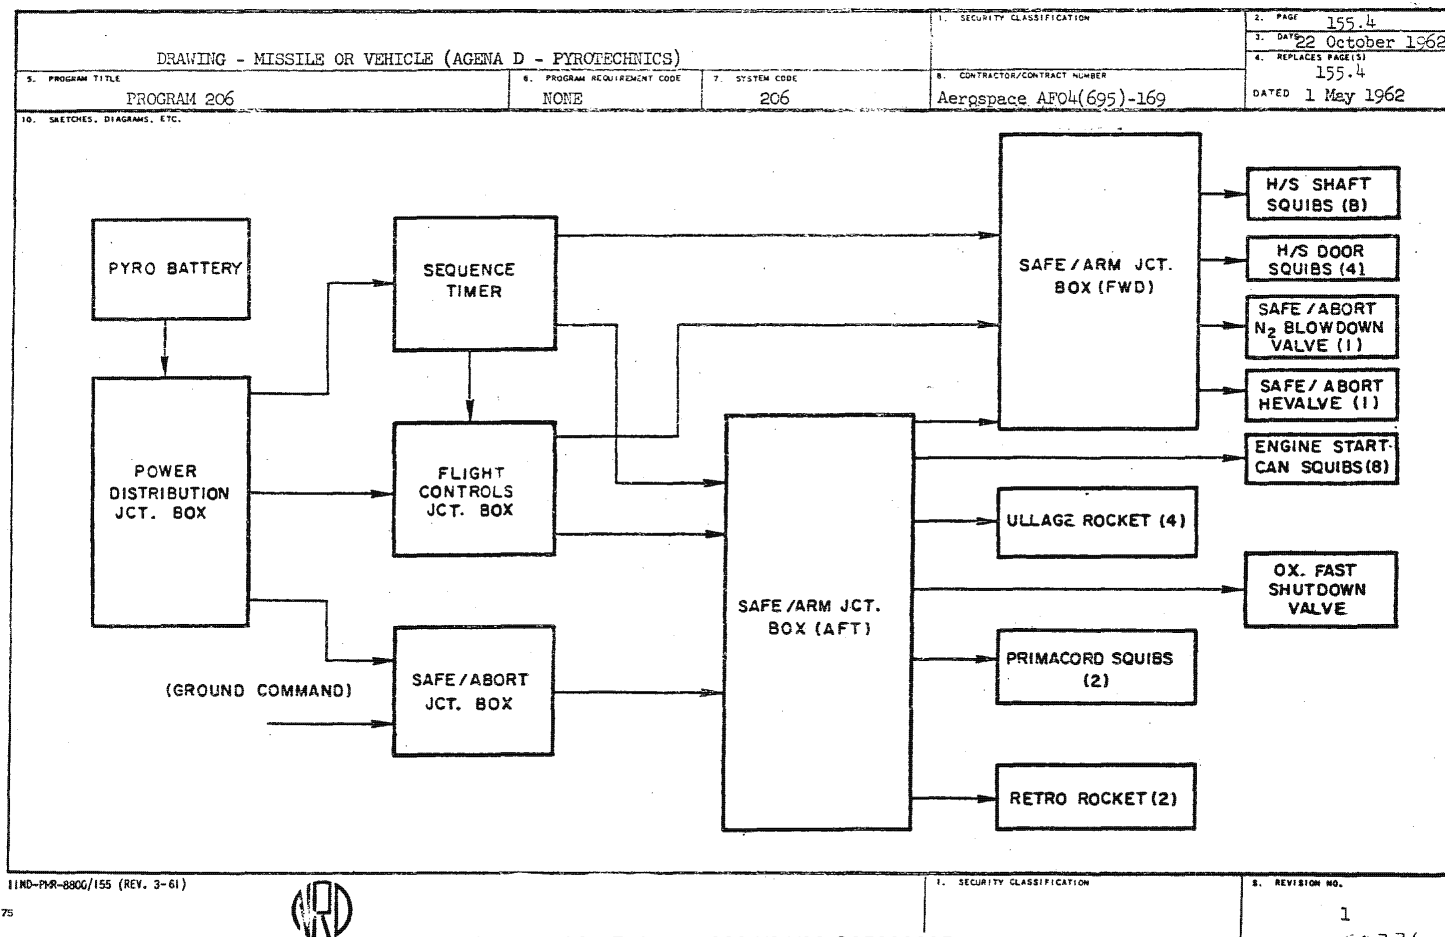 1. SECURITY CLASSIFICATION
2. PAGE
155.4
3. DATE
22 October 1962
DRAWING - MISSILE OR VEHICLE (AGENA D - PYROTECHNICS)
4. REPLACES PAGE(S)
155.4
DATED 1 May 1962
5. PROGRAM TITLE
PROGRAM 206
6. PROGRAM REQUIREMENT CODE
NONE
7. SYSTEM CODE
206
8. CONTRACTOR/CONTRACT NUMBER
Aerospace AF04(695)-169
10. SKETCHES, DIAGRAMS, ETC.
PYRO BATTERY
SEQUENCE
TIMER
SAFE/ARM JCT.
BOX (FWD)
H/S SHAFT
SQUIBS (8)
H/S DOOR
SQUIBS (4)
SAFE/ABORT
N2 BLOWDOWN
VALVE (1)
SAFE/ABORT
HEVALVE (1)
ENGINE START
CAN SQUIBS (8)
POWER
DISTRIBUTION
JCT. BOX
FLIGHT
CONTROLS
JCT. BOX
ULLAGE ROCKET (4)
OX. FAST
SHUTDOWN
VALVE
SAFE/ARM JCT.
BOX (AFT)
PRIMACORD SQUIBS
(2)
(GROUND COMMAND)
SAFE/ABORT
JCT. BOX
RETRO ROCKET (2)
11ND-PMR-8800/155 (REV. 3-61)
75
1. SECURITY CLASSIFICATION
S. REVISION NO.
1